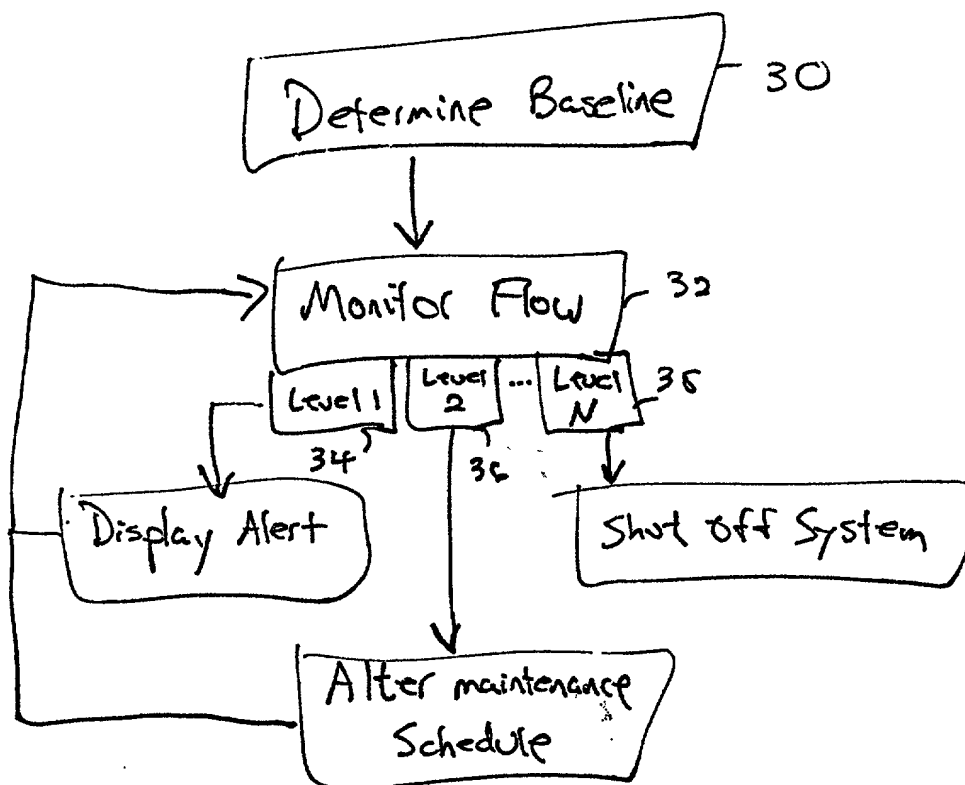 Determine Baseline
30
Monitor Flow
32
Level 1
Level
2
...
Level
N
38
34
36
Display Alert
Shut off System
Alter maintenance
Schedule